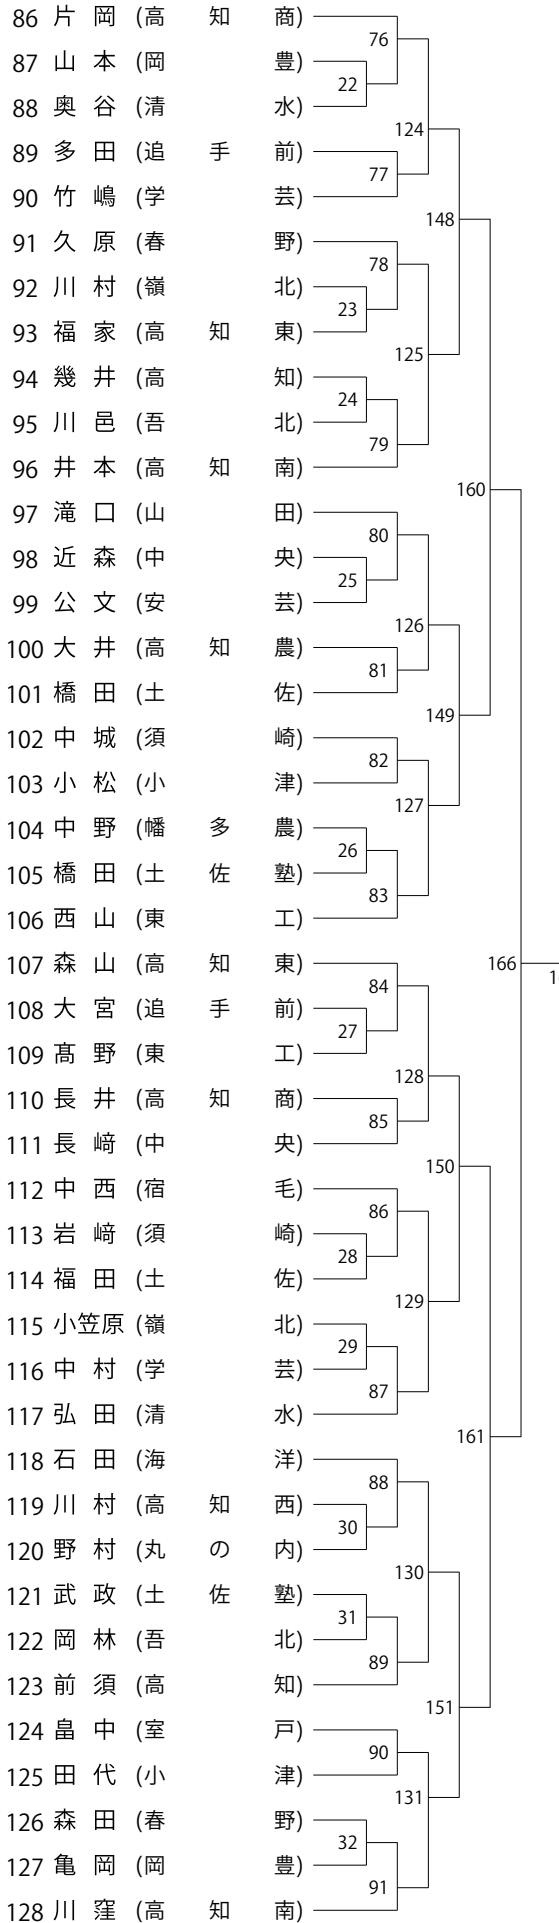 86 片岡 (高知商)
76
87 山本 (岡豊)
22
88 奥谷 (清水)
124
89 多田 (追手前)
77
90 竹嶋 (学芸)
148
91 久原 (春野)
78
92 川村 (嶺北)
23
93 福家 (高知東)
125
94 幾井 (高知)
24
95 川邑 (吾北)
79
96 井本 (高知南)
160
97 滝口 (山田)
80
98 近森 (中央)
25
99 公文 (安芸)
126
100 大井 (高知農)
81
101 橋田 (土佐)
149
102 中城 (須崎)
82
103 小松 (小津)
127
104 中野 (幡多農)
26
105 橋田 (土佐塾)
83
106 西山 (東工)
107 森山 (高知東)
166
1
84
108 大宮 (追手前)
27
109 髙野 (東工)
128
110 長井 (高知商)
85
111 長﨑 (中央)
150
112 中西 (宿毛)
86
113 岩﨑 (須崎)
28
114 福田 (土佐)
129
115 小笠原 (嶺北)
29
116 中村 (学芸)
87
117 弘田 (清水)
161
118 石田 (海洋)
88
119 川村 (高知西)
30
120 野村 (丸の内)
130
121 武政 (土佐塾)
31
122 岡林 (吾北)
89
123 前須 (高知)
151
124 畠中 (室戸)
90
125 田代 (小津)
131
126 森田 (春野)
32
127 亀岡 (岡豊)
91
128 川窪 (高知南)